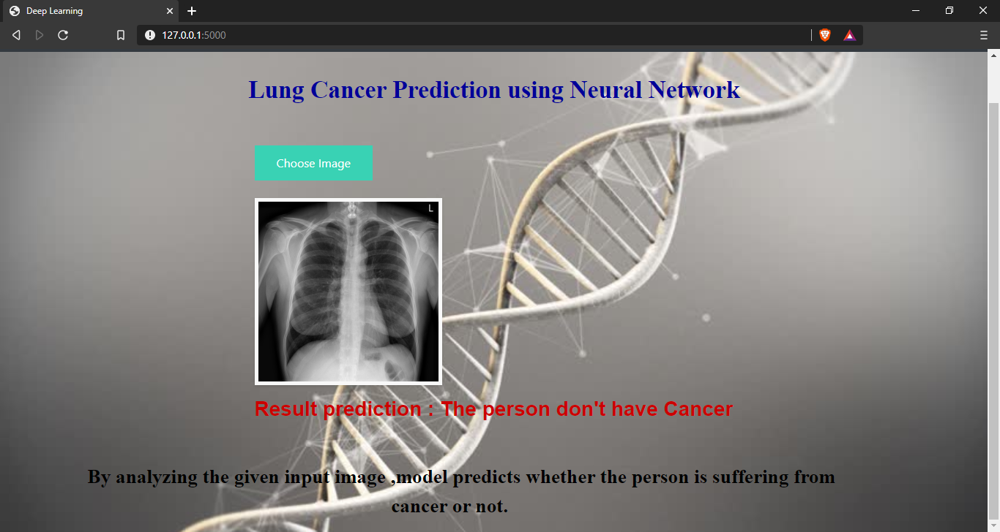 Deep Learning
127.0.0.1:5000
Lung Cancer Prediction using Neural Network
Choose Image
L
Result prediction : The person don't have Cancer
By analyzing the given input image ,model predicts whether the person is suffering from
cancer or not.